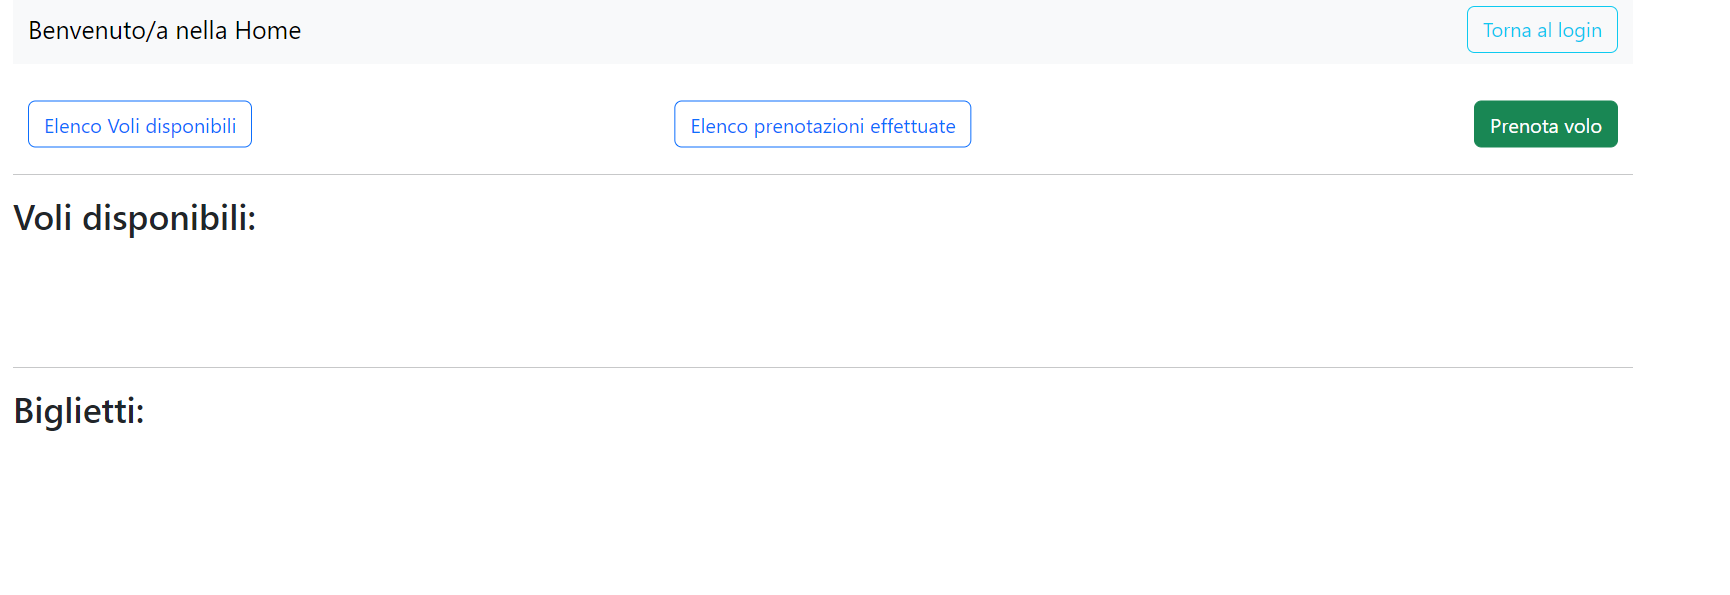 Benvenuto/a nella Home
Torna al login
Elenco Voli disponibili
Elenco prenotazioni effettuate
Prenota volo
Voli disponibili:
Biglietti: